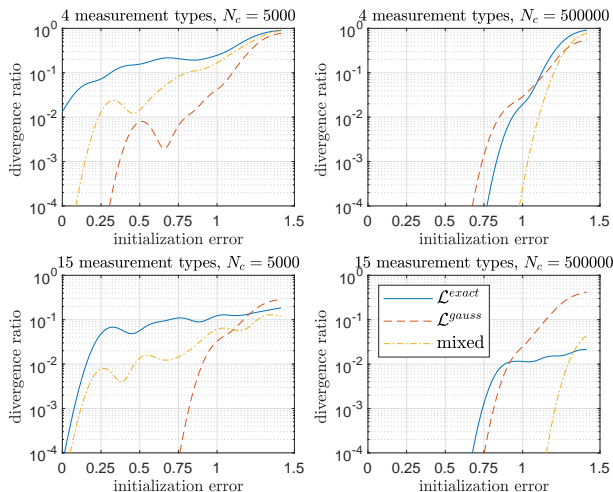 4 measurement types, N_c = 5000
10^0
10^-1
10^-2
10^-3
10^-4
divergence ratio
0 0.25 0.5 0.75 1 1.25 1.5
initialization error
4 measurement types, N_c = 500000
10^0
10^-1
10^-2
10^-3
10^-4
divergence ratio
0 0.25 0.5 0.75 1 1.25 1.5
initialization error
15 measurement types, N_c = 5000
10^0
10^-1
10^-2
10^-3
10^-4
divergence ratio
0 0.25 0.5 0.75 1 1.25 1.5
initialization error
15 measurement types, N_c = 500000
10^0
10^-1
10^-2
10^-3
10^-4
divergence ratio
ℒ^exact
ℒ^gauss
mixed
0 0.25 0.5 0.75 1 1.25 1.5
initialization error